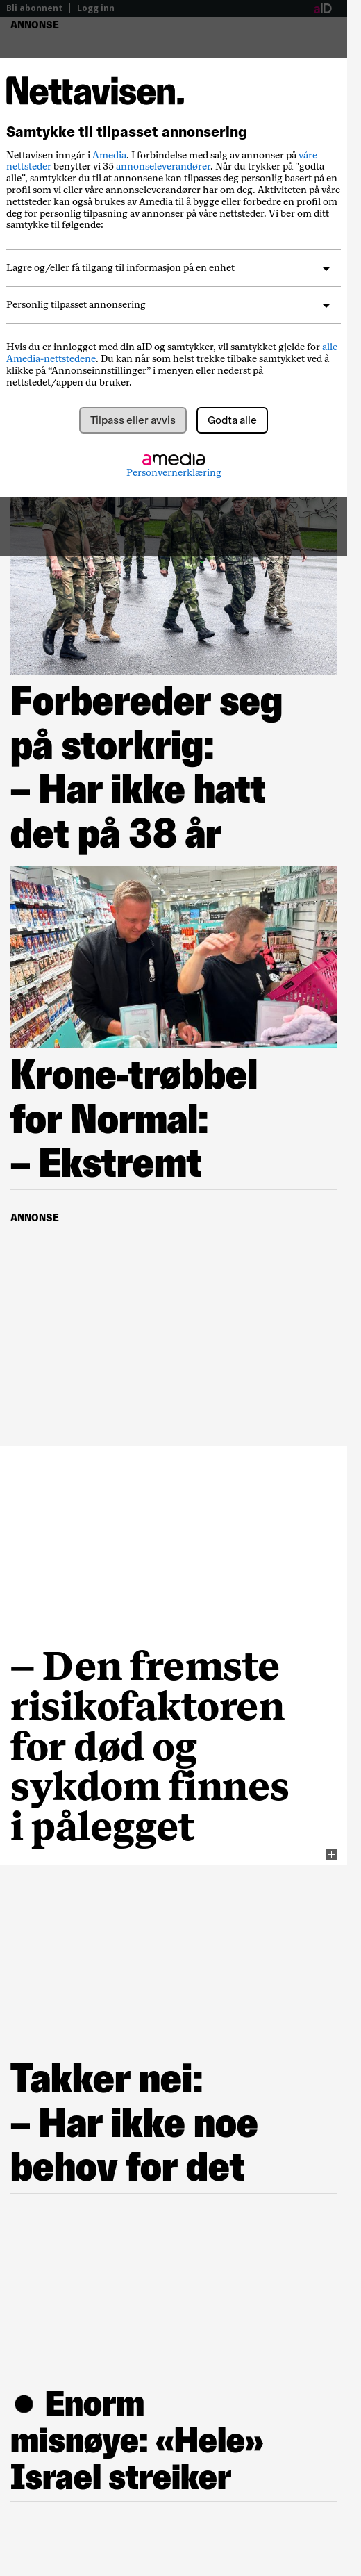 Bli abonnent | Logg inn
aID
ANNONSE
Nettavisen.
Samtykke til tilpasset annonsering
Nettavisen inngår i Amedia. I forbindelse med salg av annonser på våre
nettsteder benytter vi 35 annonseleverandører. Når du trykker på "godta
alle", samtykker du til at annonsene kan tilpasses deg personlig basert på en
profil som vi eller våre annonseleverandører har om deg. Aktiviteten på våre
nettsteder kan også brukes av Amedia til å bygge eller forbedre en profil om
deg for personlig tilpasning av annonser på våre nettsteder. Vi ber om ditt
samtykke til følgende:
Lagre og/eller få tilgang til informasjon på en enhet
Personlig tilpasset annonsering
Hvis du er innlogget med din aID og samtykker, vil samtykket gjelde for alle
Amedia-nettstedene. Du kan når som helst trekke tilbake samtykket ved å
klikke på “Annonseinnstillinger” i menyen eller nederst på
nettstedet/appen du bruker.
Tilpass eller avvis
Godta alle
amedia
Personvernerklæring
Forbereder seg
på storkrig:
– Har ikke hatt
det på 38 år
Krone-trøbbel
for Normal:
– Ekstremt
ANNONSE
– Den fremste
risikofaktoren
for død og
sykdom finnes
i pålegget
Takker nei:
– Har ikke noe
behov for det
● Enorm
misnøye: «Hele»
Israel streiker